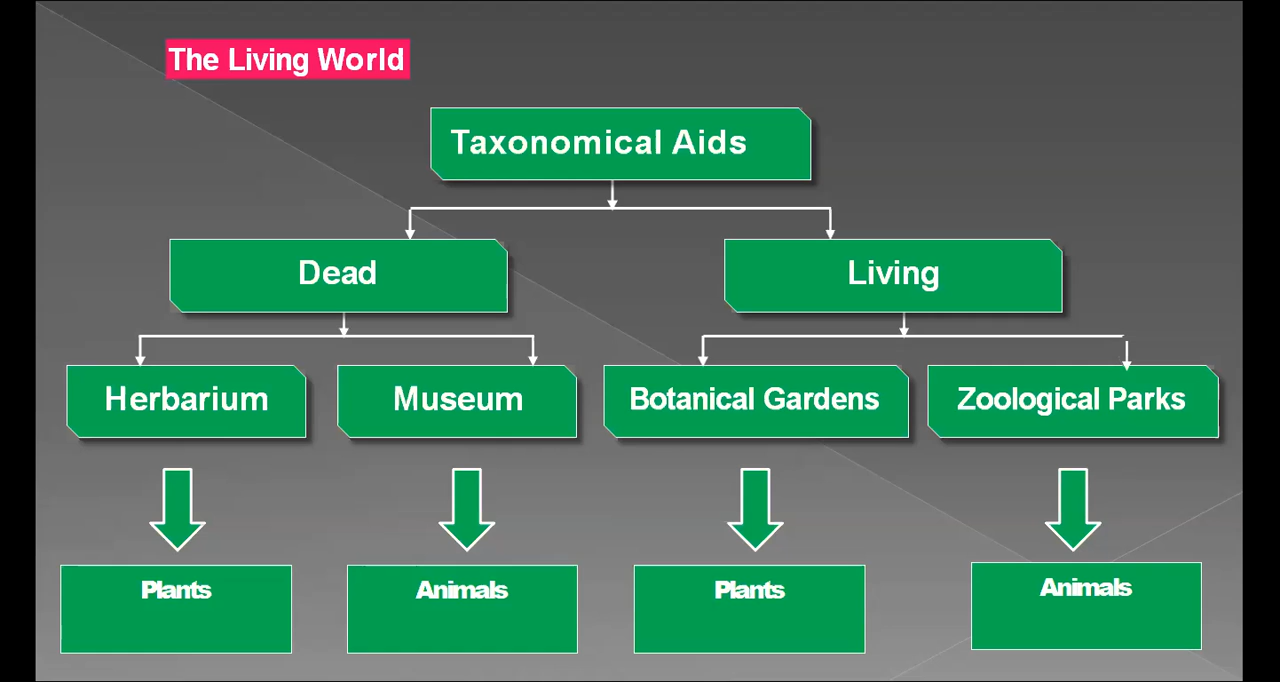 The Living World
Taxonomical Aids
Dead
Living
Herbarium
Museum
Botanical Gardens
Zoological Parks
Plants
Animals
Plants
Animals